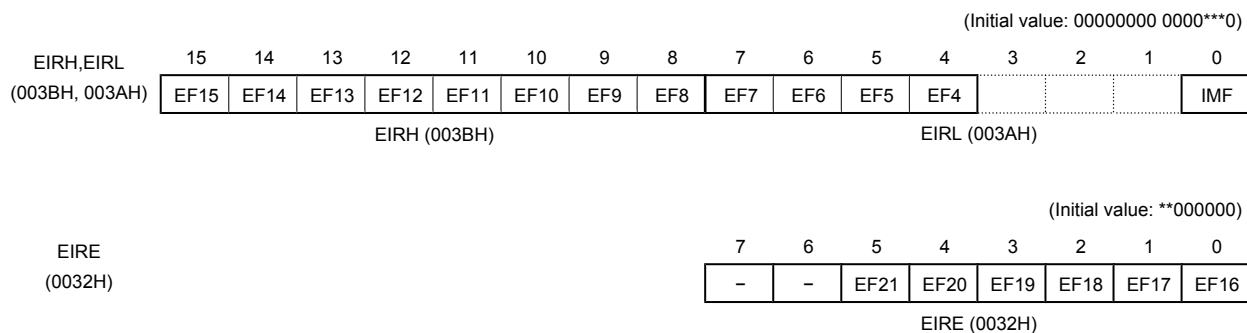 (Initial value: 00000000 0000***0)
EIRH,EIRL
(003BH, 003AH)
15 14 13 12 11 10 9 8 7 6 5 4 3 2 1 0
EF15 EF14 EF13 EF12 EF11 EF10 EF9 EF8 EF7 EF6 EF5 EF4 IMF
EIRH (003BH) EIRL (003AH)
(Initial value: **000000)
EIRE
(0032H)
7 6 5 4 3 2 1 0
– – EF21 EF20 EF19 EF18 EF17 EF16
EIRE (0032H)